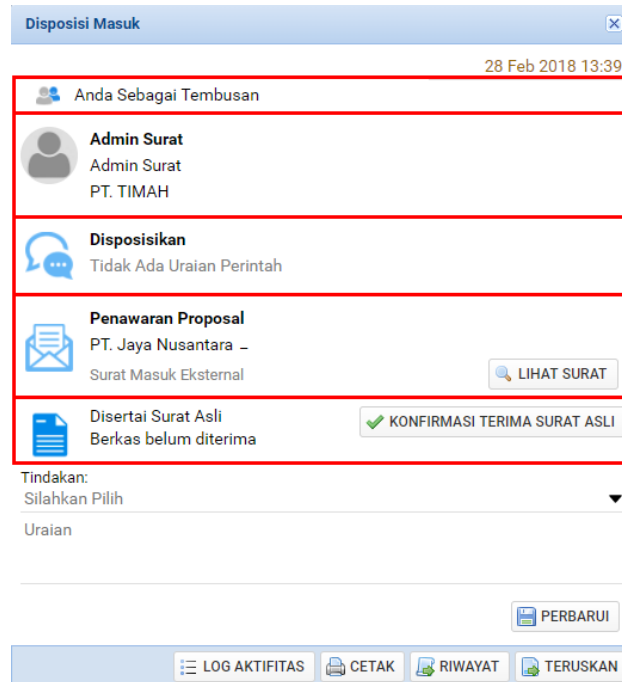 Disposisi Masuk
28 Feb 2018 13:39
Anda Sebagai Tembusan
Admin Surat
Admin Surat
PT. TIMAH
Disposisikan
Tidak Ada Uraian Perintah
Penawaran Proposal
PT. Jaya Nusantara _
Surat Masuk Eksternal
LIHAT SURAT
Disertai Surat Asli
KONFIRMASI TERIMA SURAT ASLI
Berkas belum diterima
Tindakan:
Silahkan Pilih
Uraian
PERBARUI
LOG AKTIFITAS CETAK RIWAYAT TERUSKAN